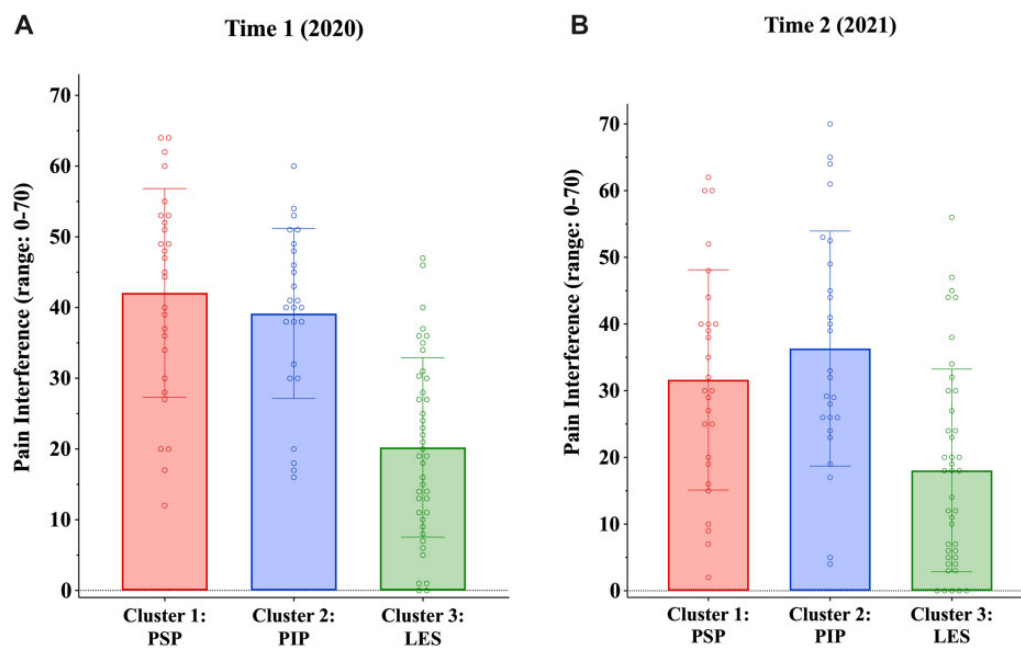 A
Time 1 (2020)
Pain Interference (range: 0-70)
70
60
50
40
30
20
10
0
Cluster 1:
PSP
Cluster 2:
PIP
Cluster 3:
LES
B
Time 2 (2021)
Pain Interference (range: 0-70)
70
60
50
40
30
20
10
0
Cluster 1:
PSP
Cluster 2:
PIP
Cluster 3:
LES